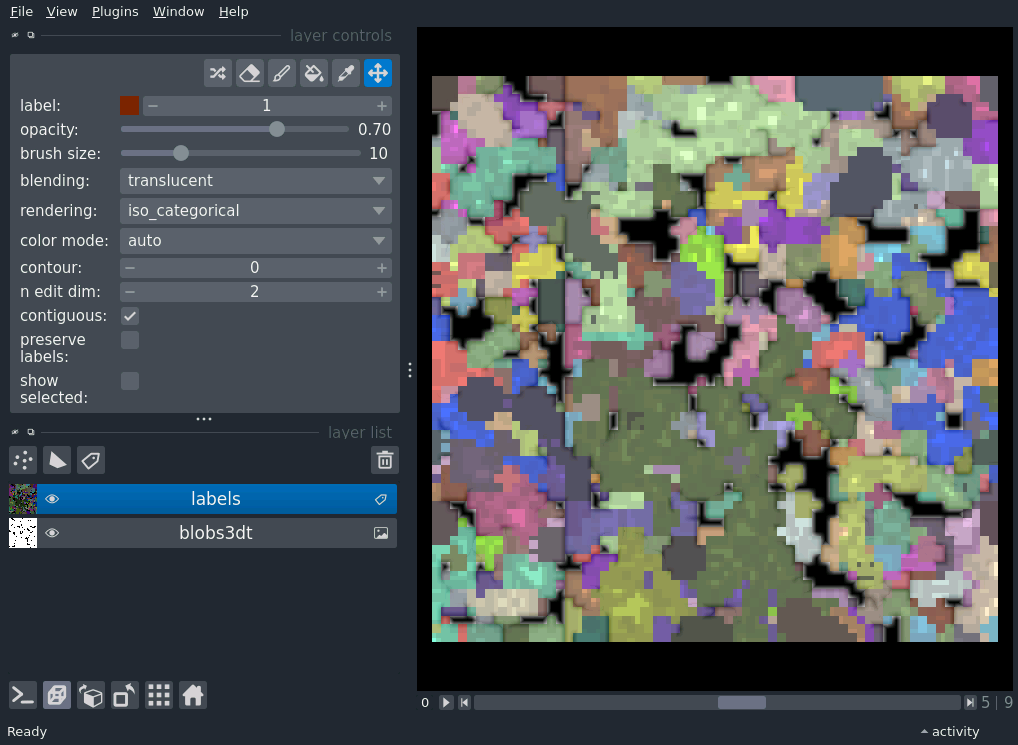 File View Plugins Window Help
layer controls
label: 1
opacity: 0.70
brush size: 10
blending: translucent
rendering: iso_categorical
color mode: auto
contour: 0
n edit dim: 2
contiguous:
preserve
labels:
show
selected:
layer list
labels
blobs3dt
0 5 | 9
Ready activity